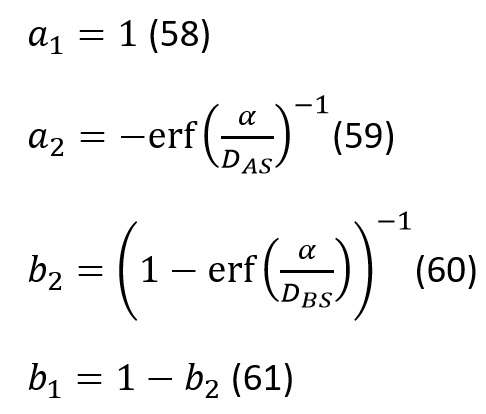 a₁ = 1 (58)
a₂ = −erf(α/D_AS)⁻¹(59)
b₂ = (1 − erf(α/D_BS))⁻¹ (60)
b₁ = 1 − b₂ (61)